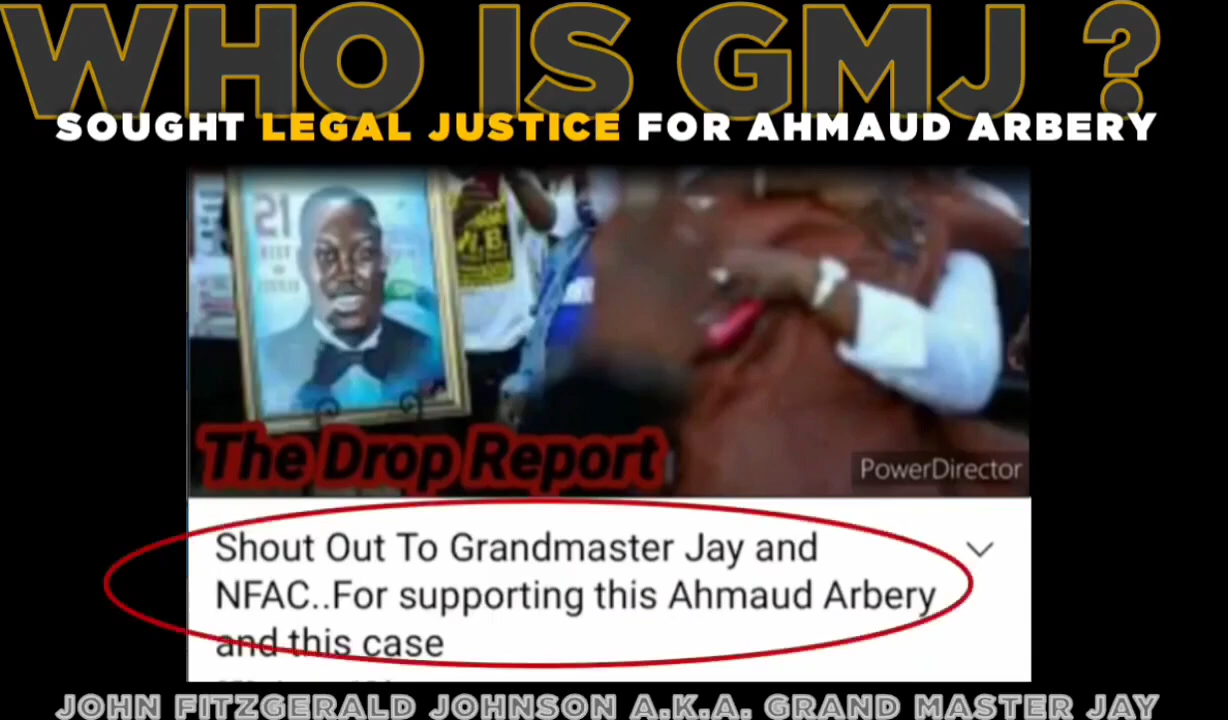 WHO IS GMJ ?
SOUGHT LEGAL JUSTICE FOR AHMAUD ARBERY
21
H.B.
The Drop Report
PowerDirector
Shout Out To Grandmaster Jay and
NFAC..For supporting this Ahmaud Arbery
and this case
JOHN FITZGERALD JOHNSON A.K.A. GRAND MASTER JAY